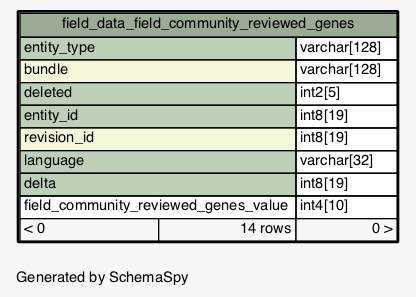 field_data_field_community_reviewed_genes
entity_type varchar[128]
bundle varchar[128]
deleted int2[5]
entity_id int8[19]
revision_id int8[19]
language varchar[32]
delta int8[19]
field_community_reviewed_genes_value int4[10]
< 0 14 rows 0 >
Generated by SchemaSpy